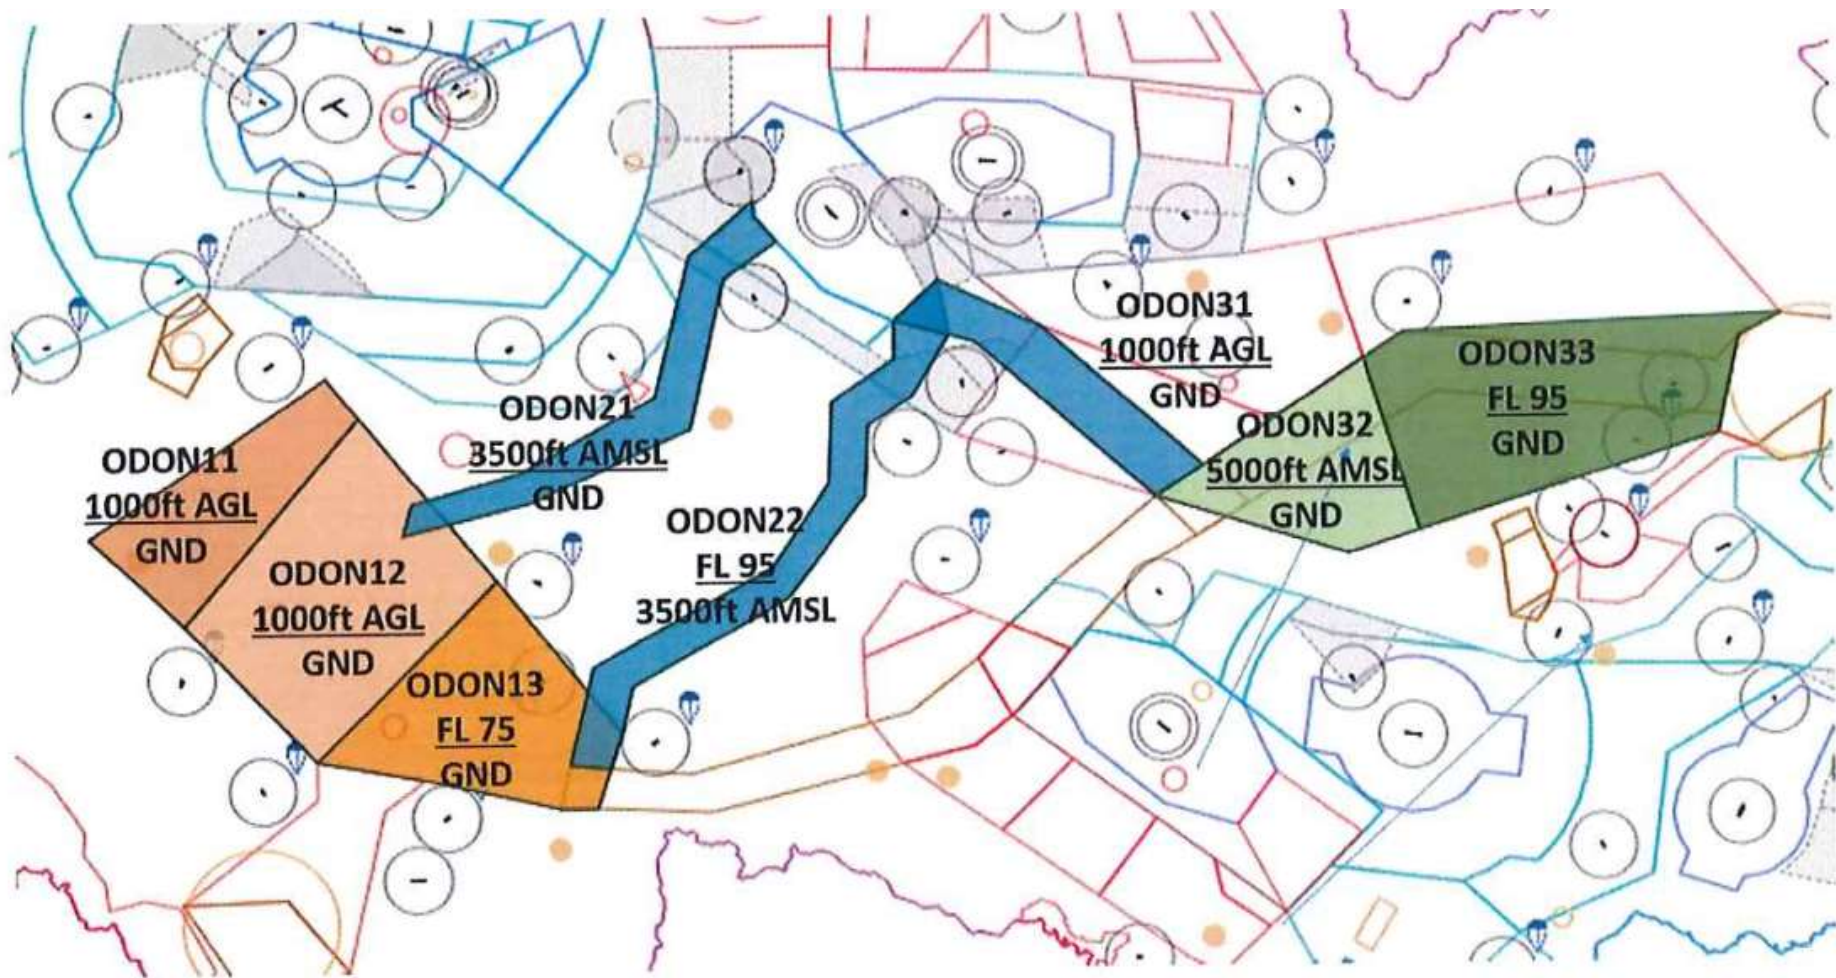 ODON31
1000ft AGL
GND
ODON33
FL 95
GND
ODON21
3500ft AMSL
GND
ODON32
5000ft AMSL
GND
ODON11
1000ft AGL
GND
ODON22
FL 95
3500ft AMSL
ODON12
1000ft AGL
GND
ODON13
FL 75
GND